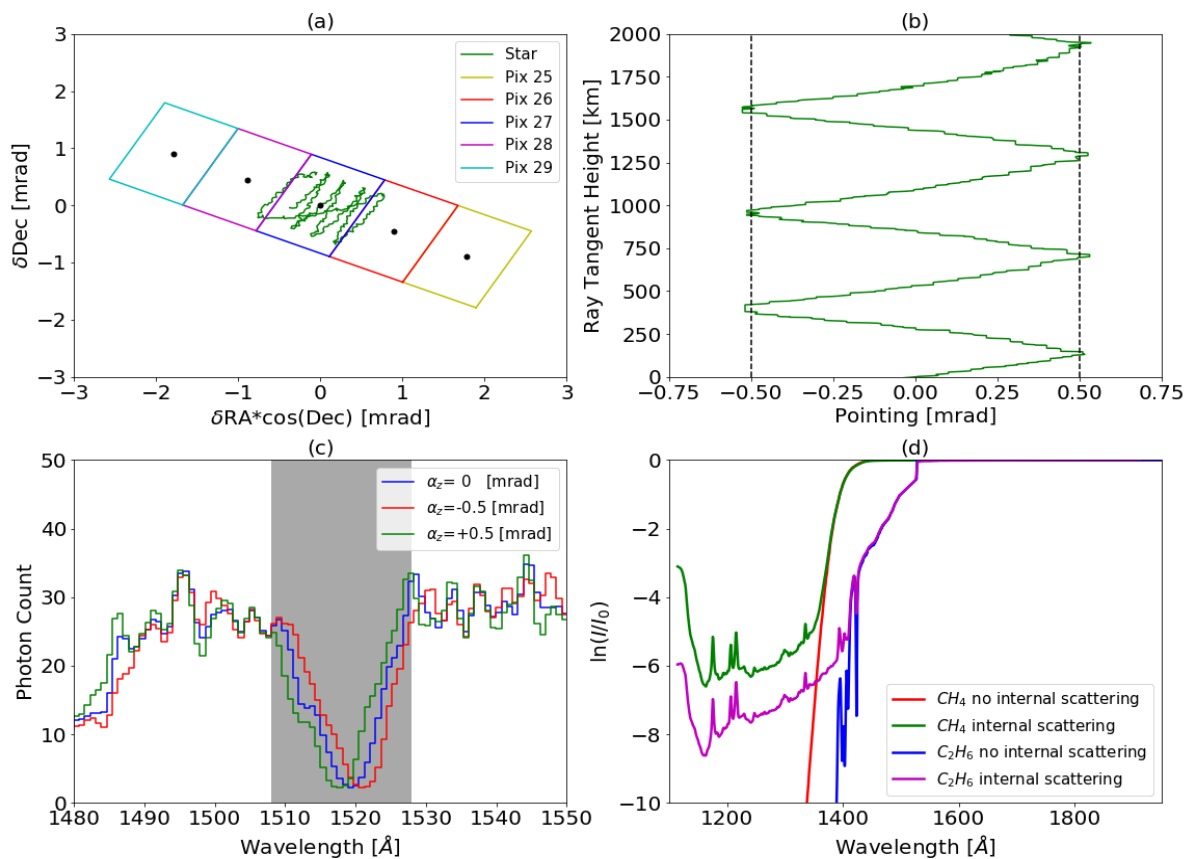 (a)
3
2
1
0
−1
−2
−3
δDec [mrad]
−3
−2
−1
0
1
2
3
δRA*cos(Dec) [mrad]
Star
Pix 25
Pix 26
Pix 27
Pix 28
Pix 29
(b)
2000
1750
1500
1250
1000
750
500
250
0
Ray Tangent Height [km]
−0.75
−0.50
−0.25
0.00
0.25
0.50
0.75
Pointing [mrad]
(c)
50
40
30
20
10
0
Photon Count
1480
1490
1500
1510
1520
1530
1540
1550
Wavelength [Å]
α_z= 0 [mrad]
α_z=-0.5 [mrad]
α_z=+0.5 [mrad]
(d)
0
−2
−4
−6
−8
−10
ln(I/I₀)
1200
1400
1600
1800
Wavelength [Å]
CH₄ no internal scattering
CH₄ internal scattering
C₂H₆ no internal scattering
C₂H₆ internal scattering